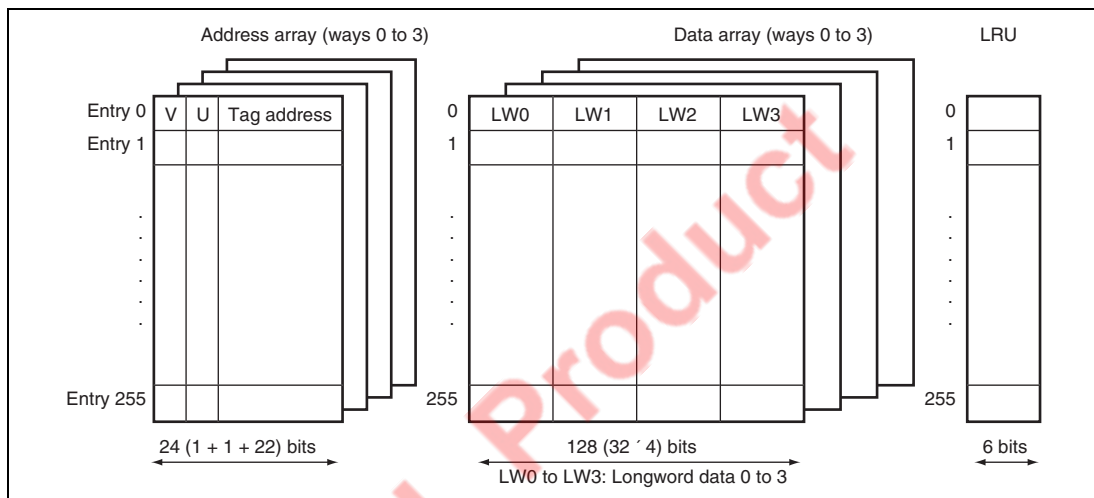 Address array (ways 0 to 3)
Data array (ways 0 to 3)
LRU
Entry 0
V
U
Tag address
0
LW0
LW1
LW2
LW3
0
Entry 1
1
1
Entry 255
255
255
24 (1 + 1 + 22) bits
128 (32 ´ 4) bits
6 bits
LW0 to LW3: Longword data 0 to 3
Product